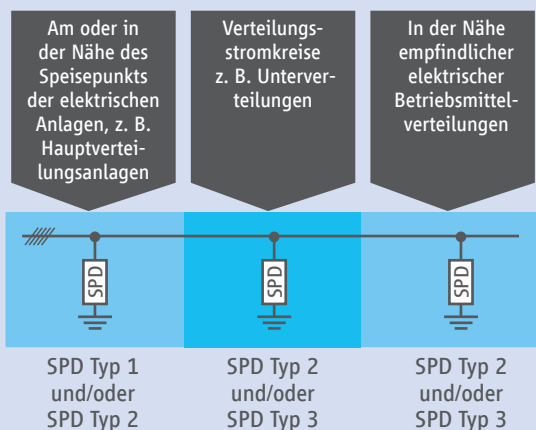 Am oder in
der Nähe des
Speisepunkts
der elektrischen
Anlagen, z. B.
Hauptvertei-
lungsanlagen
Verteilungs-
stromkreise
z. B. Unterver-
teilungen
In der Nähe
empfindlicher
elektrischer
Betriebsmittel-
verteilungen
SPD
SPD
SPD
SPD Typ 1
und/oder
SPD Typ 2
SPD Typ 2
und/oder
SPD Typ 3
SPD Typ 2
und/oder
SPD Typ 3